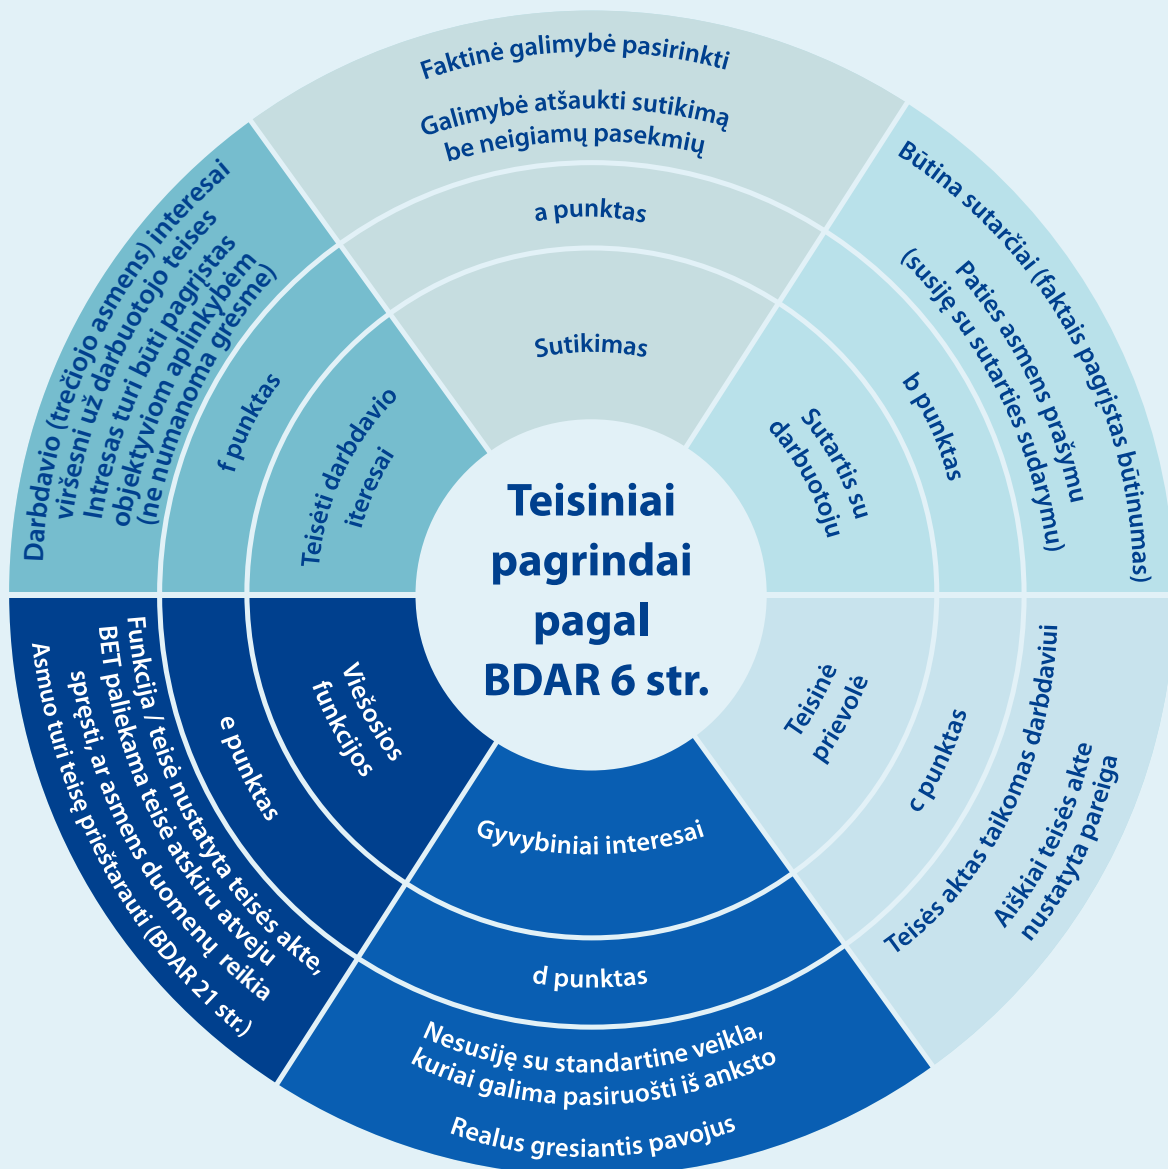 Teisiniai
pagrindai
pagal
BDAR 6 str.
Faktinė galimybė pasirinkti
Galimybė atšaukti sutikimą
be neigiamų pasekmių
a punktas
Sutikimas
Būtina sutarčiai (faktais pagrįstas būtinumas)
Paties asmens prašymu
(susiję su sutarties sudarymu)
b punktas
Sutartis su
darbuotoju
Teisės aktas taikomas darbdaviui
Aiškiai teisės akte
nustatyta pareiga
c punktas
Teisinė
prievolė
Gyvybiniai interesai
d punktas
Nesusiję su standartine veikla,
kuriai galima pasiruošti iš anksto
Realus gresiantis pavojus
Viešosios
funkcijos
e punktas
Funkcija / teisė nustatyta teisės akte,
BET paliekama teisė atskiru atveju
spręsti, ar asmens duomenų reikia
Asmuo turi teisę prieštarauti (BDAR 21 str.)
Darbdavio (trečiojo asmens) interesai
viršesni už darbuotojo teises
Intresas turi būti pagrįstas
objektyviom aplinkybėm
(ne numanoma grėsme)
f punktas
Teisėti darbdavio
iteresai